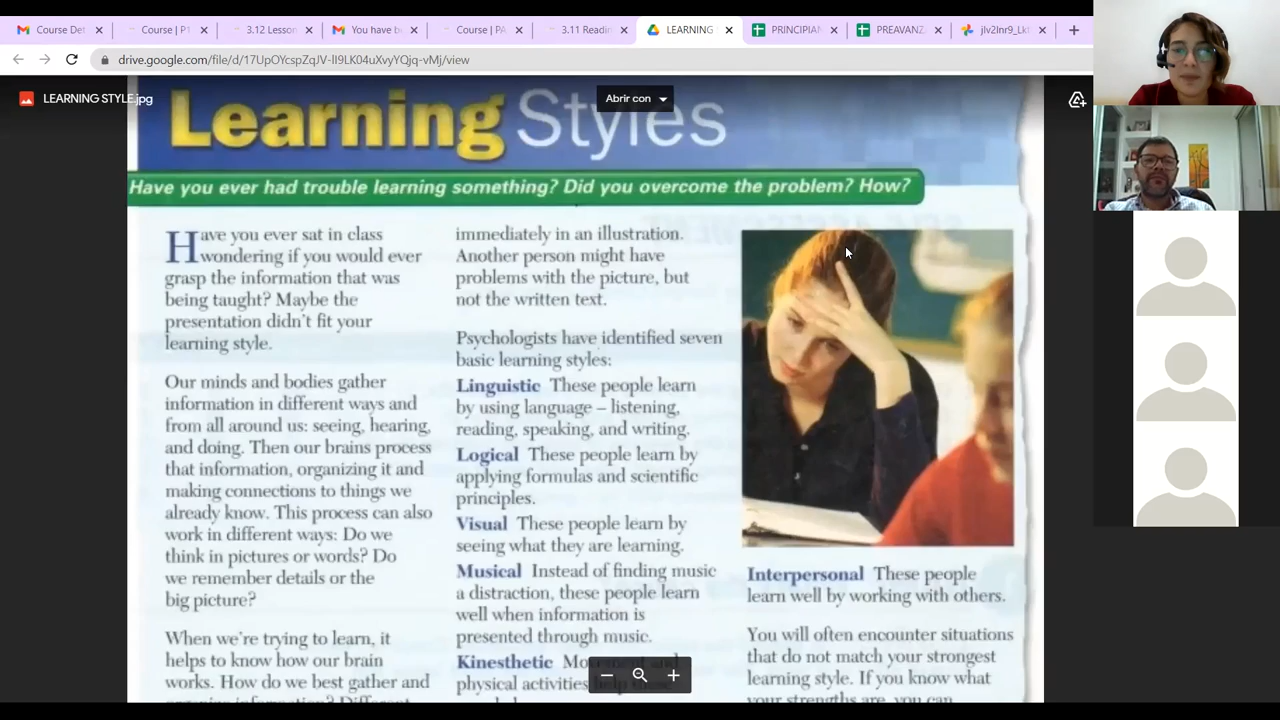 Course Det
Course | P1
3.12 Lesson
You have b
Course | PA
3.11 Readi
LEARNING
PRINCIPIAN
PREAVANZ
jlv2lnr9_Lk
drive.google.com/file/d/17UpOYcspZqJV-lI9LK04uXvyYQjq-vMj/view
LEARNING STYLE.jpg
Abrir con
Learning Styles
Have you ever had trouble learning something? Did you overcome the problem? How?
Have you ever sat in class
wondering if you would ever
grasp the information that was
being taught? Maybe the
presentation didn't fit your
learning style.
Our minds and bodies gather
information in different ways and
from all around us: seeing, hearing,
and doing. Then our brains process
that information, organizing it and
making connections to things we
already know. This process can also
work in different ways: Do we
think in pictures or words? Do
we remember details or the
big picture?
When we're trying to learn, it
helps to know how our brain
works. How do we best gather and
immediately in an illustration.
Another person might have
problems with the picture, but
not the written text.
Psychologists have identified seven
basic learning styles:
Linguistic These people learn
by using language – listening,
reading, speaking, and writing.
Logical These people learn by
applying formulas and scientific
principles.
Visual These people learn by
seeing what they are learning.
Musical Instead of finding music
a distraction, these people learn
well when information is
presented through music.
Kinesthetic Movement and
physical activities
Interpersonal These people
learn well by working with others.
You will often encounter situations
that do not match your strongest
learning style. If you know what
your strengths are, you can